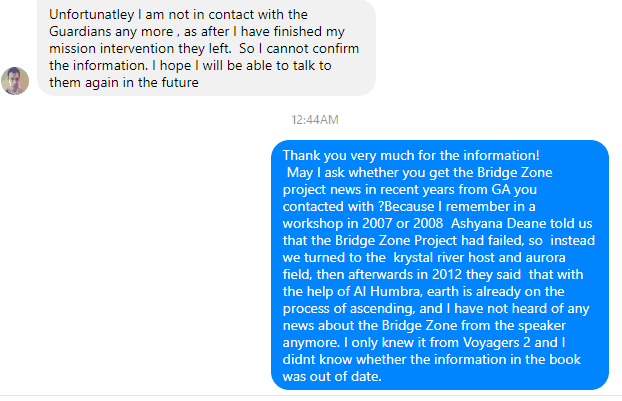 Unfortunatley I am not in contact with the
Guardians any more , as after I have finished my
mission intervention they left.  So I cannot confirm
the information. I hope I will be able to talk to
them again in the future
12:44AM
Thank you very much for the information!
May I ask whether you get the Bridge Zone
project news in recent years from GA you
contacted with ?Because I remember in a
workshop in 2007 or 2008  Ashyana Deane told us
that the Bridge Zone Project had failed, so  instead
we turned to the  krystal river host and aurora
field, then afterwards in 2012 they said  that with
the help of Al Humbra, earth is already on the
process of ascending, and I have not heard of any
news about the Bridge Zone from the speaker
anymore. I only knew it from Voyagers 2 and I
didnt know whether the information in the book
was out of date.